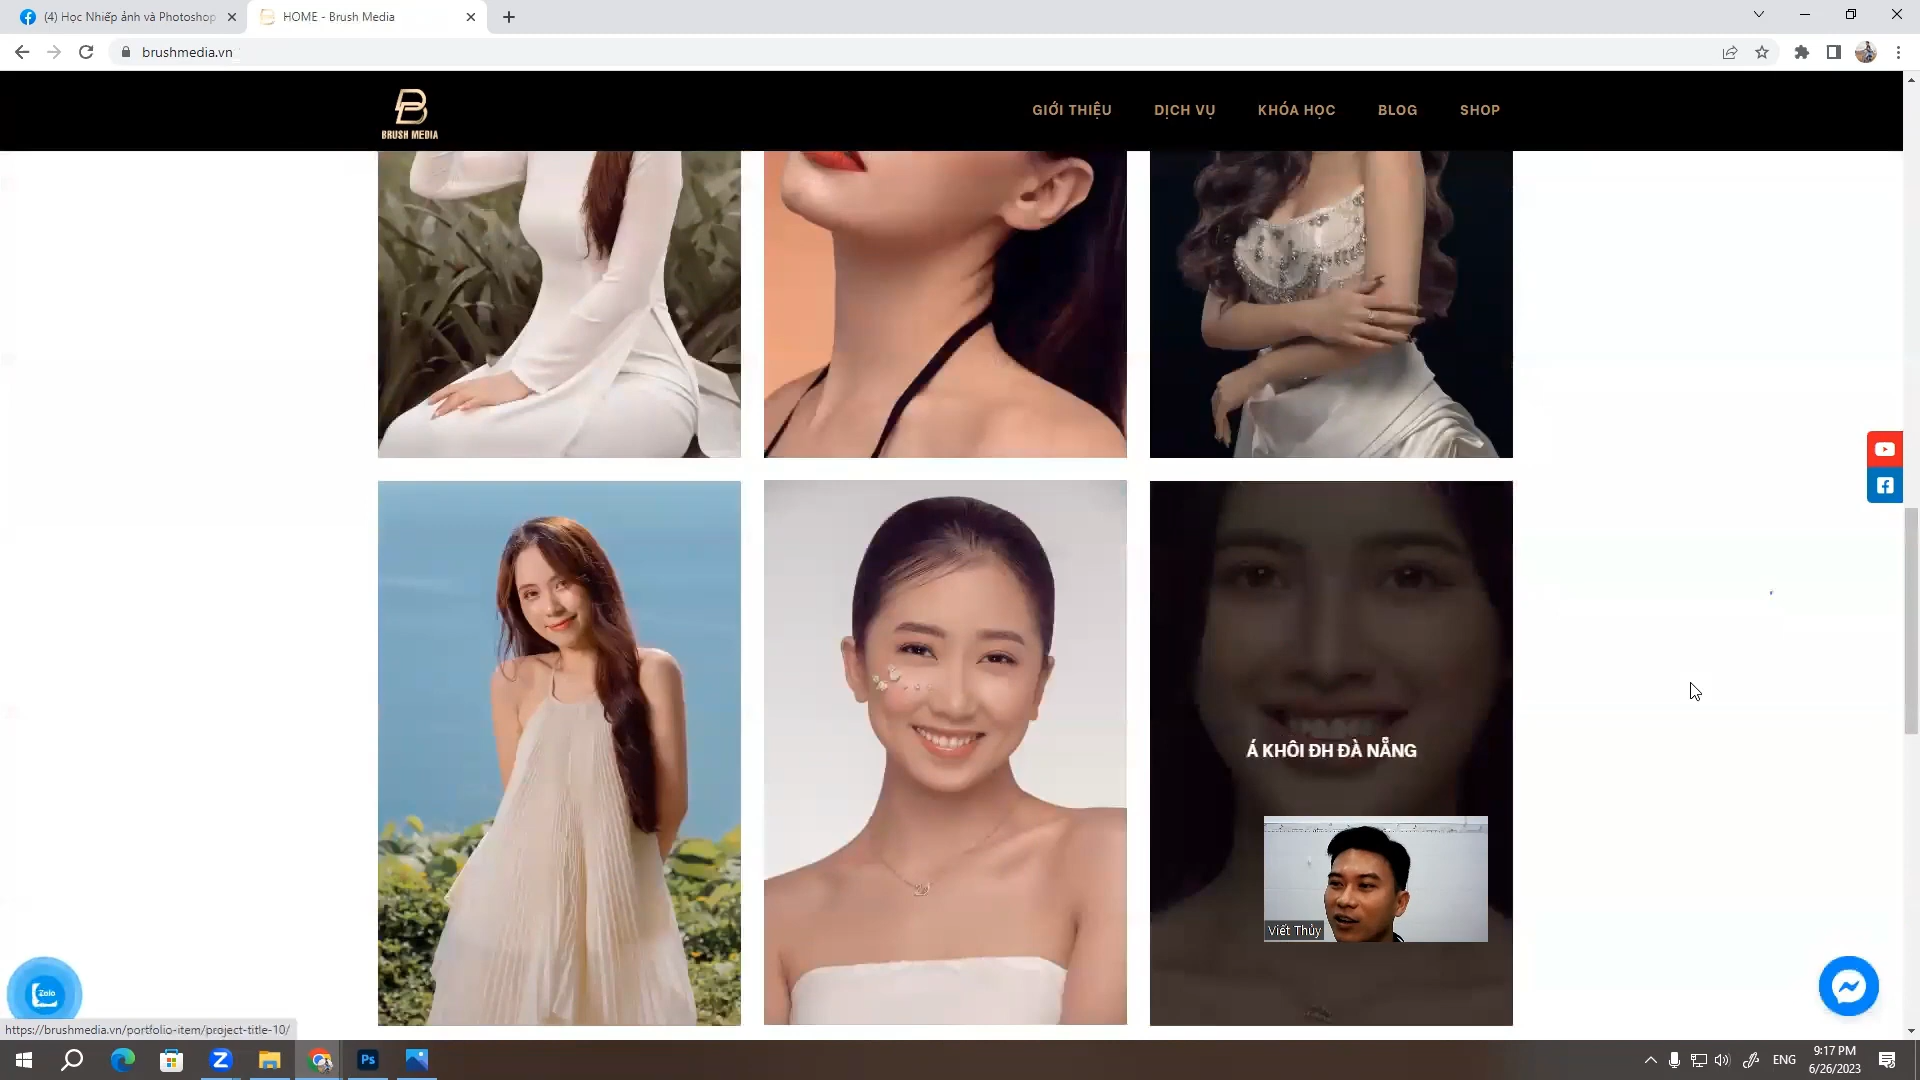 (4) Học Nhiếp ảnh và Photoshop
HOME - Brush Media
brushmedia.vn
BRUSH MEDIA
GIỚI THIỆU
DỊCH VỤ
KHÓA HỌC
BLOG
SHOP
Á KHÔI ĐH ĐÀ NẴNG
Viết Thủy
Zalo
https://brushmedia.vn/portfolio-item/project-title-10/
Ps
ENG
9:17 PM
6/26/2023